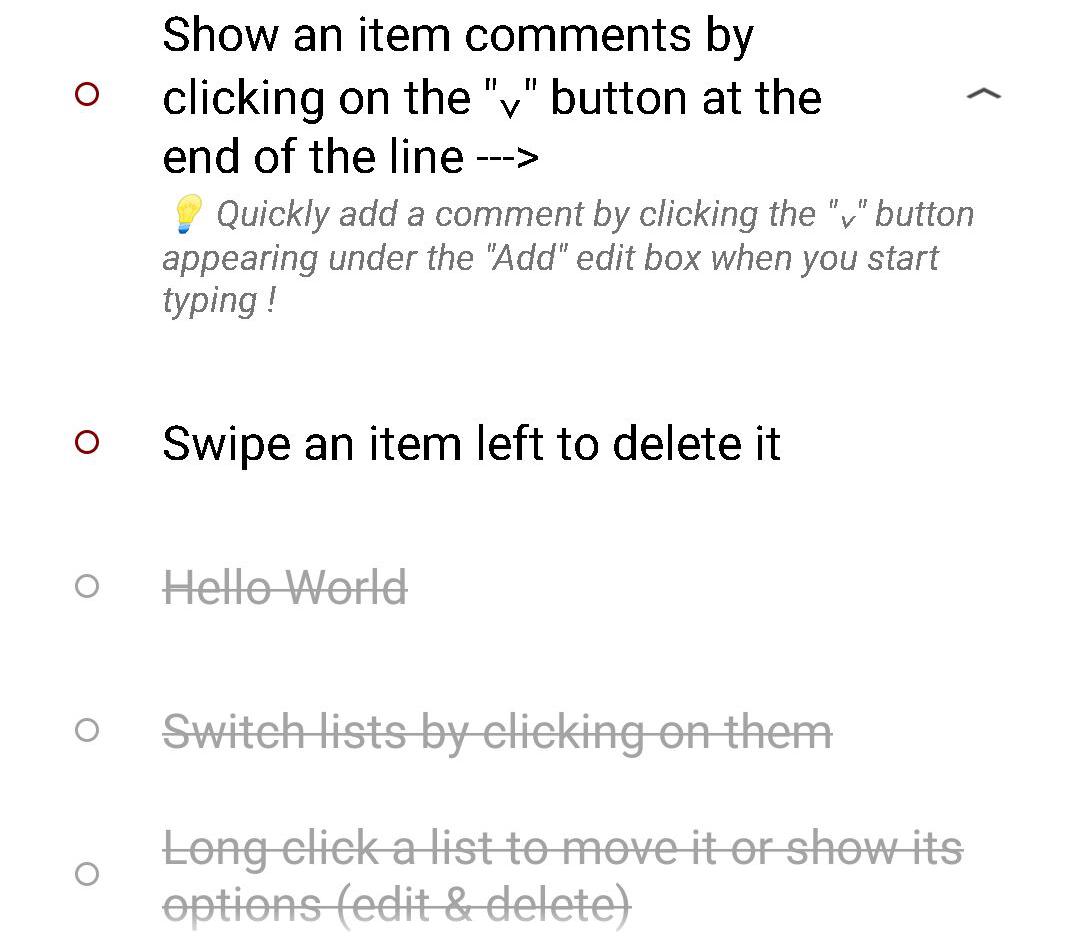 Show an item comments by
clicking on the "v" button at the
end of the line --->
💡 Quickly add a comment by clicking the "v" button
appearing under the "Add" edit box when you start
typing !
Swipe an item left to delete it
Hello World
Switch lists by clicking on them
Long click a list to move it or show its
options (edit & delete)